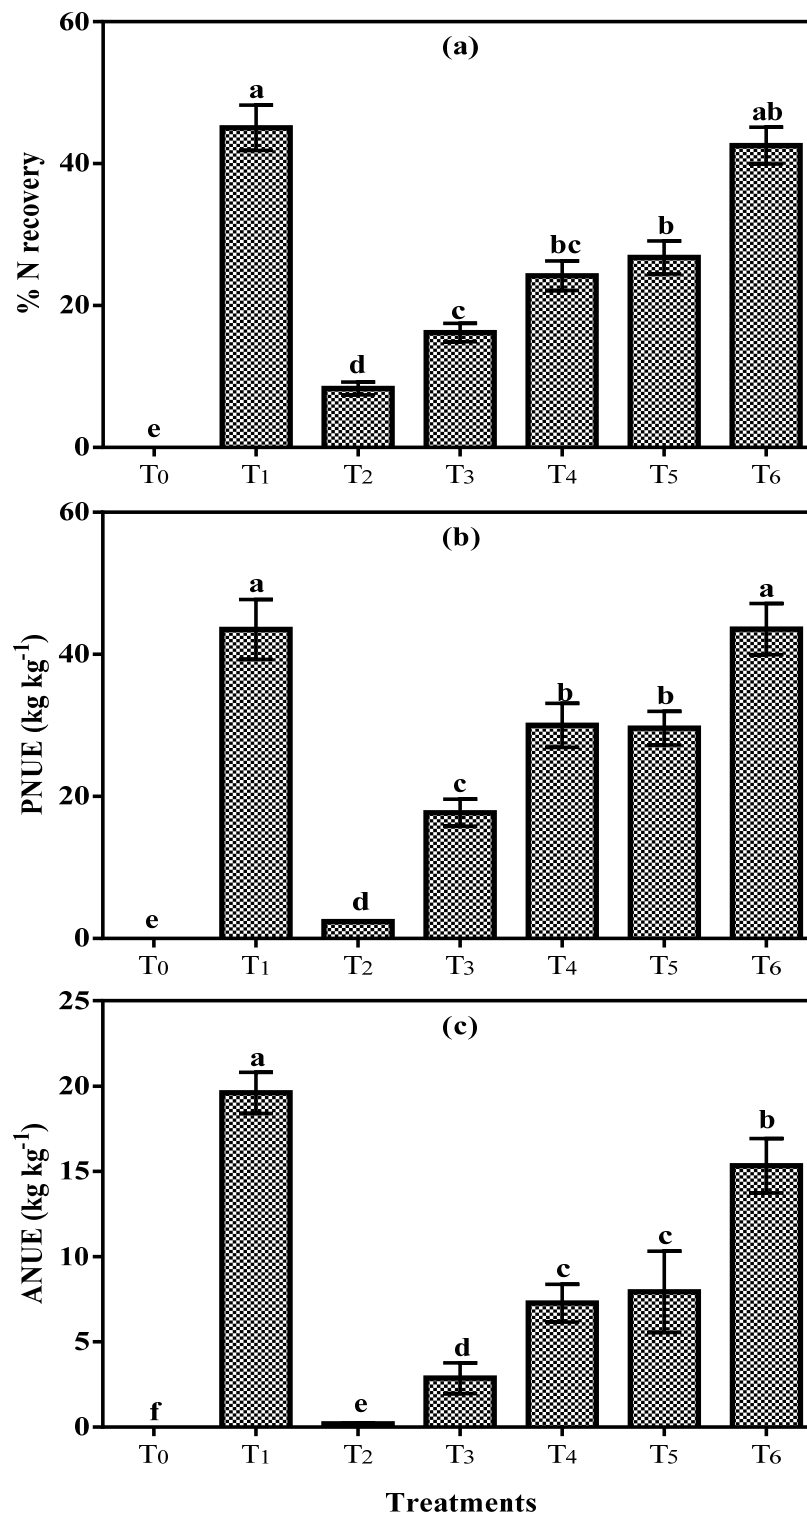 (a)
% N recovery
60
40
20
0
e
a
d
c
bc
b
ab
T0 T1 T2 T3 T4 T5 T6
(b)
PNUE (kg kg-1)
60
40
20
0
e
a
d
c
b
b
a
T0 T1 T2 T3 T4 T5 T6
(c)
ANUE (kg kg-1)
25
20
15
10
5
0
f
a
e
d
c
c
b
T0 T1 T2 T3 T4 T5 T6
Treatments